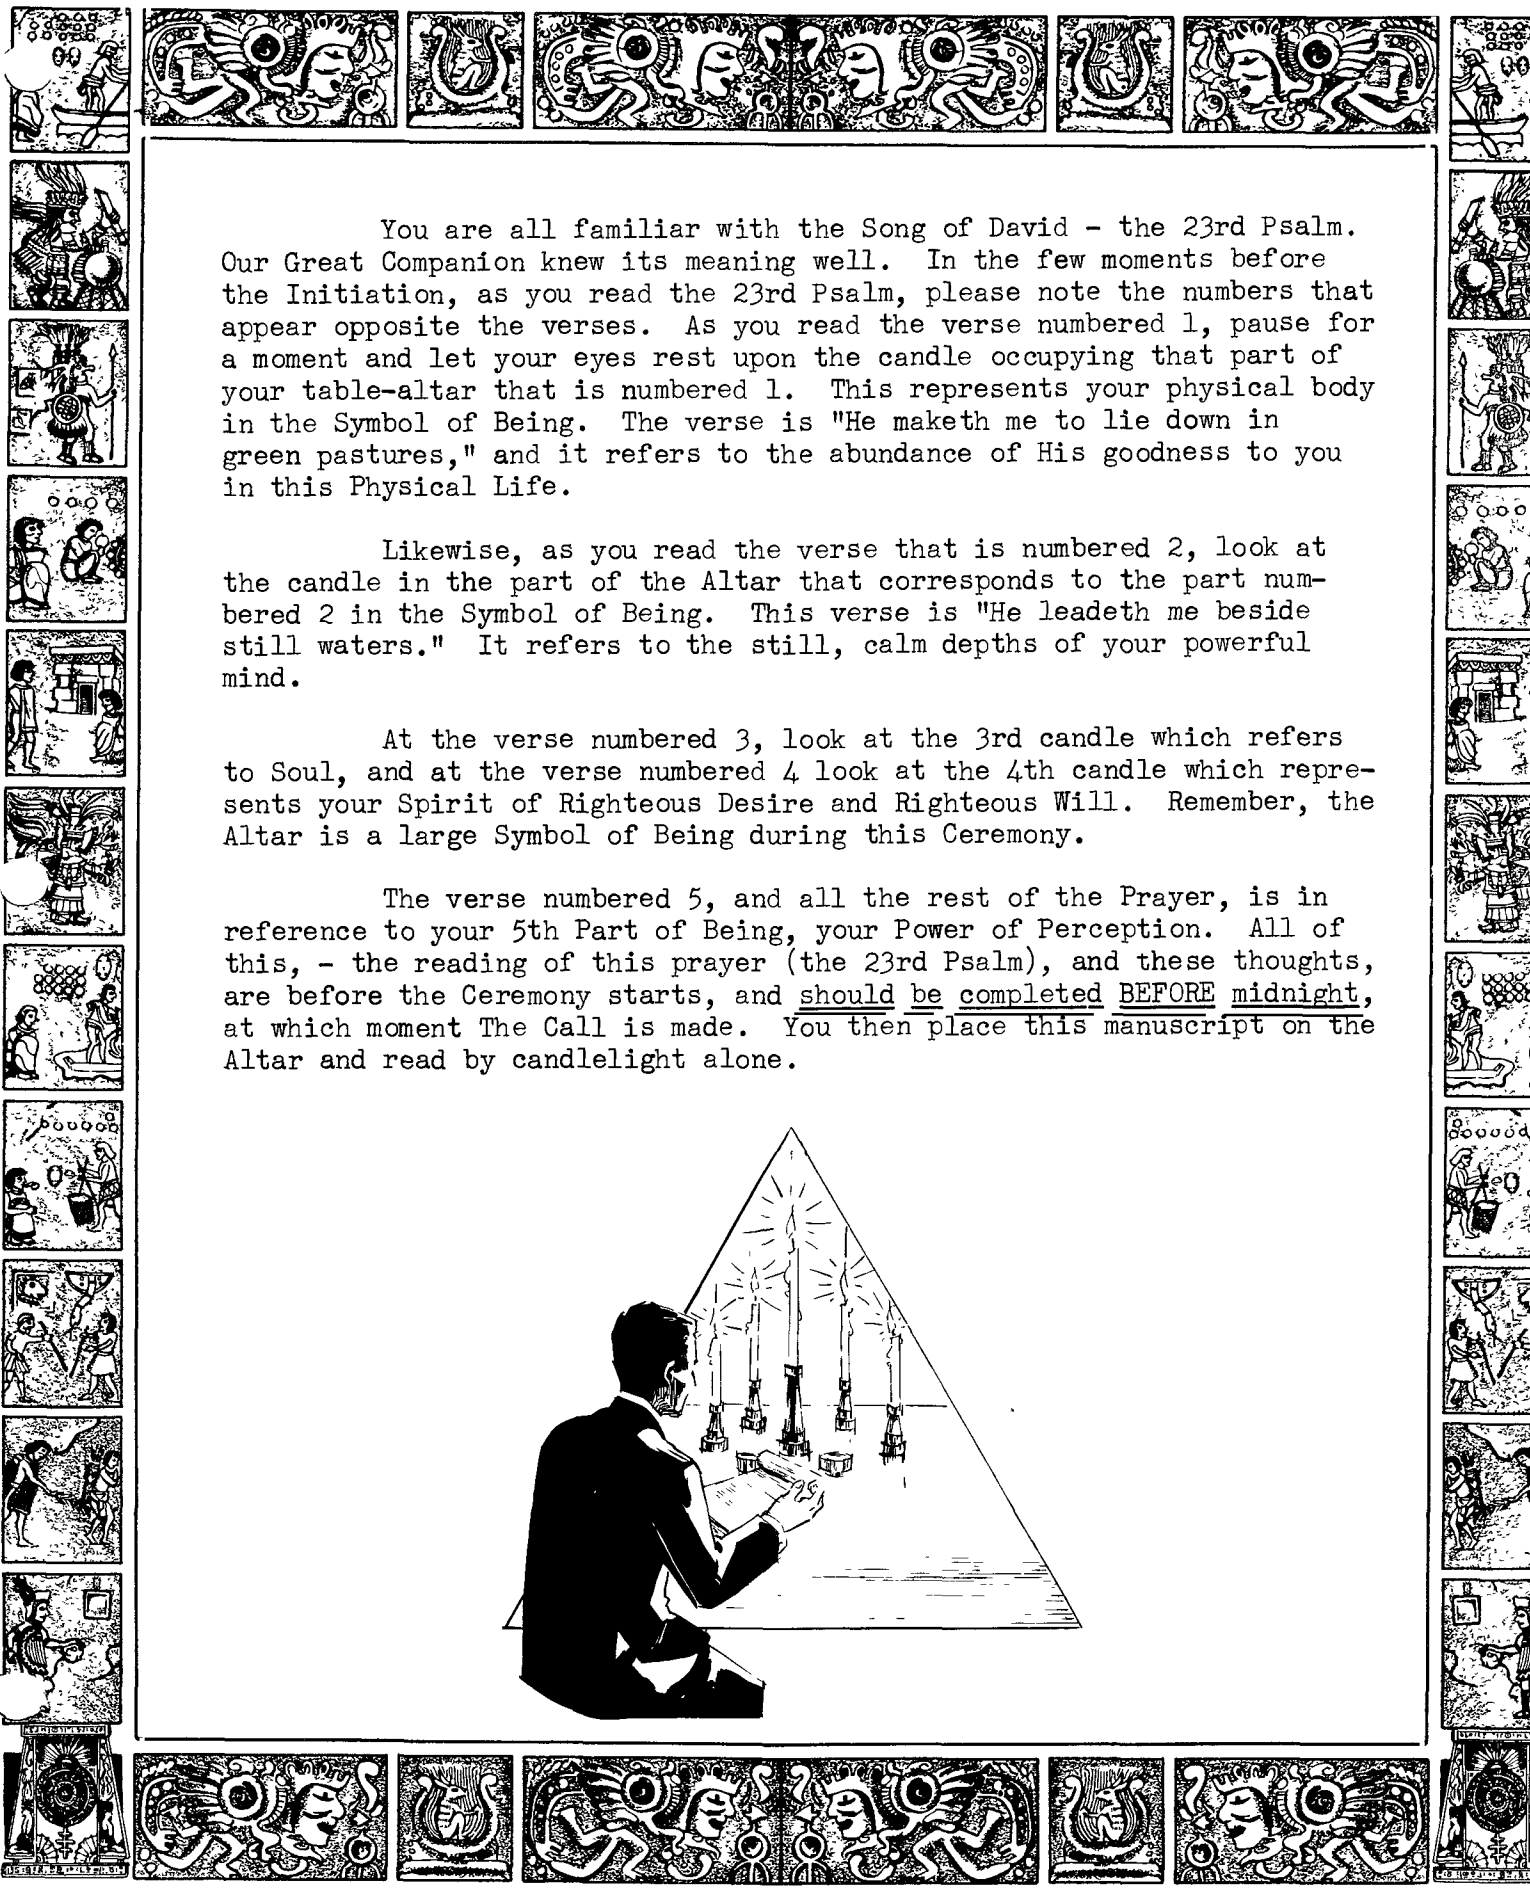 You are all familiar with the Song of David - the 23rd Psalm.
Our Great Companion knew its meaning well. In the few moments before
the Initiation, as you read the 23rd Psalm, please note the numbers that
appear opposite the verses. As you read the verse numbered 1, pause for
a moment and let your eyes rest upon the candle occupying that part of
your table-altar that is numbered 1. This represents your physical body
in the Symbol of Being. The verse is "He maketh me to lie down in
green pastures," and it refers to the abundance of His goodness to you
in this Physical Life.
Likewise, as you read the verse that is numbered 2, look at
the candle in the part of the Altar that corresponds to the part num-
bered 2 in the Symbol of Being. This verse is "He leadeth me beside
still waters." It refers to the still, calm depths of your powerful
mind.
At the verse numbered 3, look at the 3rd candle which refers
to Soul, and at the verse numbered 4 look at the 4th candle which repre-
sents your Spirit of Righteous Desire and Righteous Will. Remember, the
Altar is a large Symbol of Being during this Ceremony.
The verse numbered 5, and all the rest of the Prayer, is in
reference to your 5th Part of Being, your Power of Perception. All of
this, - the reading of this prayer (the 23rd Psalm), and these thoughts,
are before the Ceremony starts, and should be completed BEFORE midnight,
at which moment The Call is made. You then place this manuscript on the
Altar and read by candlelight alone.